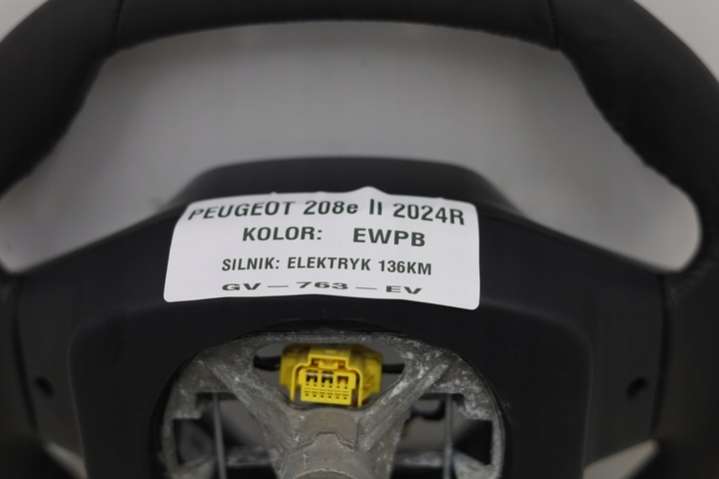 PEUGEOT 208e II 2024R
KOLOR: EWPB
SILNIK: ELEKTRYK 136KM
GV-763-EV